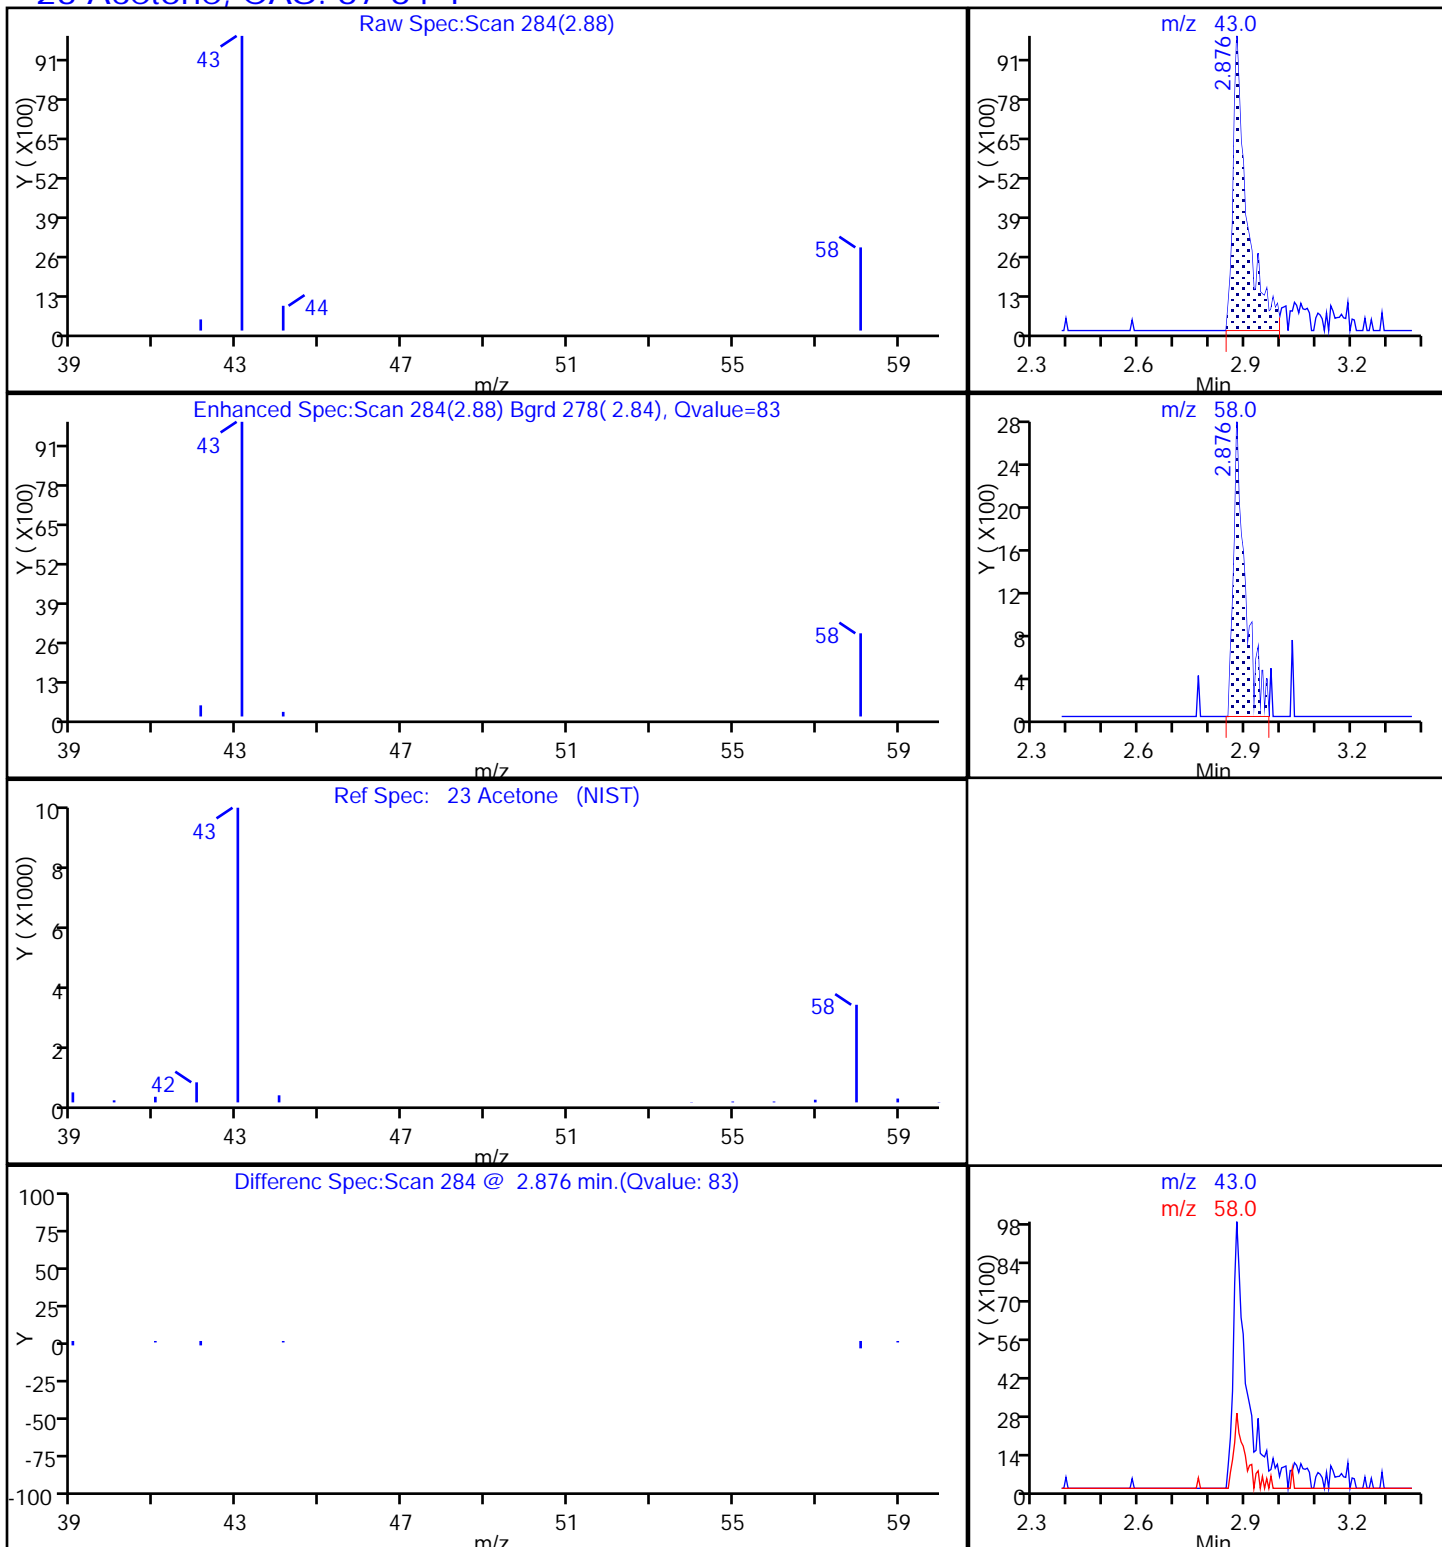 Raw Spec:Scan 284(2.88)
43
44
58
91
78
65
52
39
26
13
0
Y ( X100)
39 43 47 51 55 59
m/z
m/z 43.0
2.876
91
78
65
52
39
26
13
0
Y ( X100)
2.3 2.6 2.9 3.2
Min
Enhanced Spec:Scan 284(2.88) Bgrd 278( 2.84), Qvalue=83
43
58
91
78
65
52
39
26
13
0
Y ( X100)
39 43 47 51 55 59
m/z
m/z 58.0
2.876
28
24
20
16
12
8
4
0
Y ( X100)
2.3 2.6 2.9 3.2
Min
Ref Spec: 23 Acetone (NIST)
43
42
58
10
8
6
4
2
0
Y ( X1000)
39 43 47 51 55 59
m/z
Differenc Spec:Scan 284 @ 2.876 min.(Qvalue: 83)
100
75
50
25
0
-25
-50
-75
-100
Y
39 43 47 51 55 59
m/z
m/z 43.0
m/z 58.0
98
84
70
56
42
28
14
0
Y ( X100)
2.3 2.6 2.9 3.2
Min